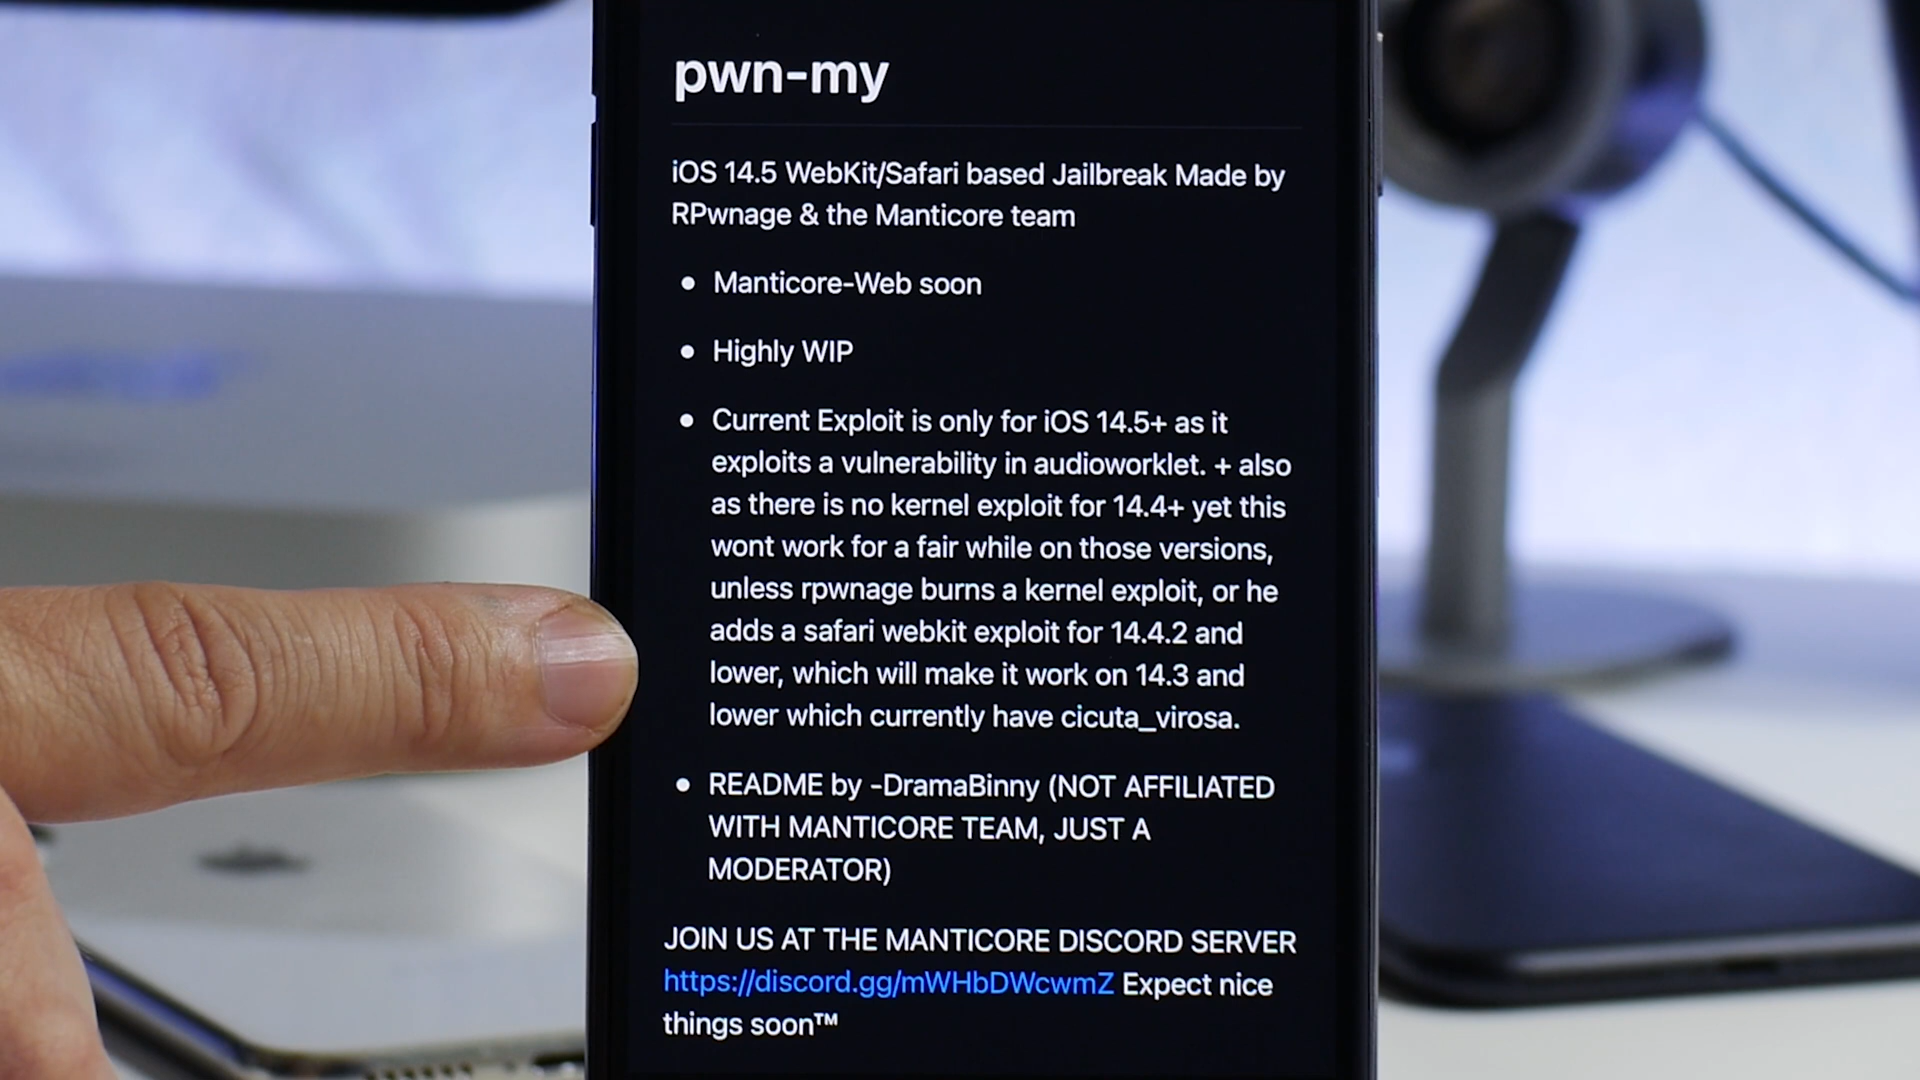 pwn-my
iOS 14.5 WebKit/Safari based Jailbreak Made by
RPwnage & the Manticore team
• Manticore-Web soon
• Highly WIP
• Current Exploit is only for iOS 14.5+ as it
exploits a vulnerability in audioworklet. + also
as there is no kernel exploit for 14.4+ yet this
wont work for a fair while on those versions,
unless rpwnage burns a kernel exploit, or he
adds a safari webkit exploit for 14.4.2 and
lower, which will make it work on 14.3 and
lower which currently have cicuta_virosa.
• README by -DramaBinny (NOT AFFILIATED
WITH MANTICORE TEAM, JUST A
MODERATOR)
JOIN US AT THE MANTICORE DISCORD SERVER
https://discord.gg/mWHbDWcwmZ Expect nice
things soon™